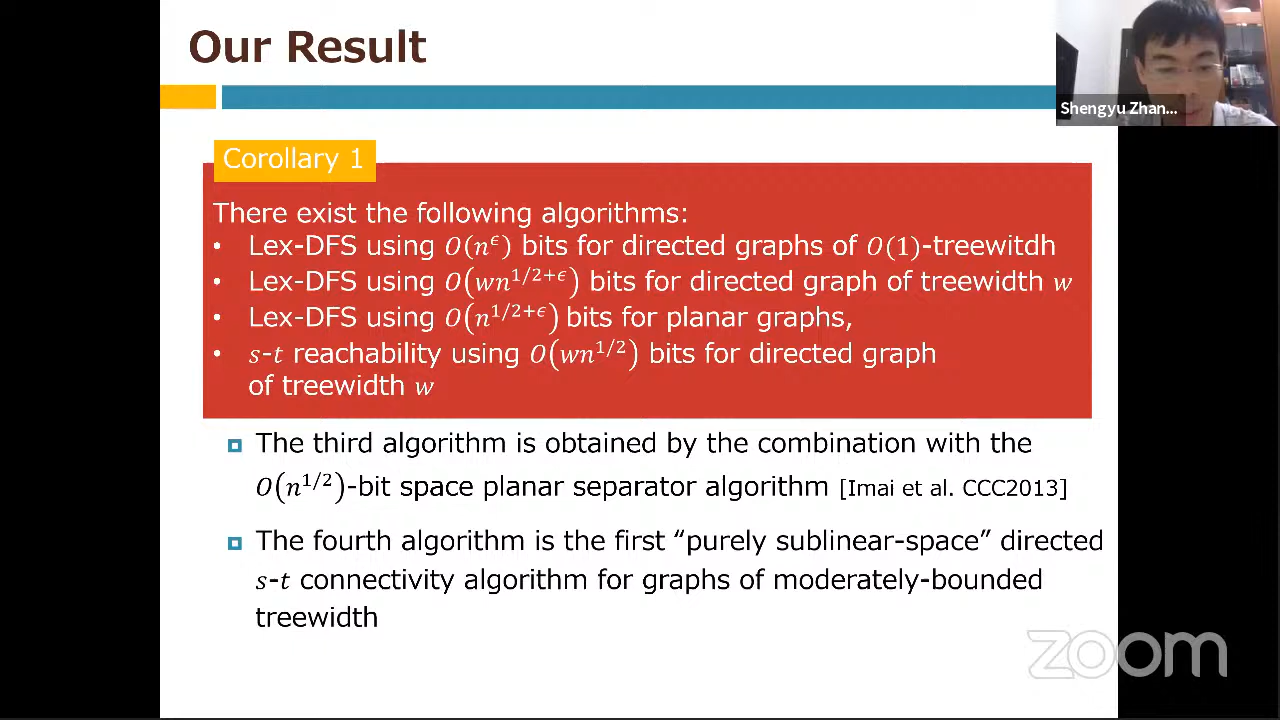 Our Result
Shengyu Zhan...
Corollary 1
There exist the following algorithms:
• Lex-DFS using O(n^ϵ) bits for directed graphs of O(1)-treewitdh
• Lex-DFS using O(wn^{1/2+ϵ}) bits for directed graph of treewidth w
• Lex-DFS using O(n^{1/2+ϵ}) bits for planar graphs,
• s-t reachability using O(wn^{1/2}) bits for directed graph
of treewidth w
The third algorithm is obtained by the combination with the
O(n^{1/2})-bit space planar separator algorithm [Imai et al. CCC2013]
The fourth algorithm is the first “purely sublinear-space” directed
s-t connectivity algorithm for graphs of moderately-bounded
treewidth
zoom